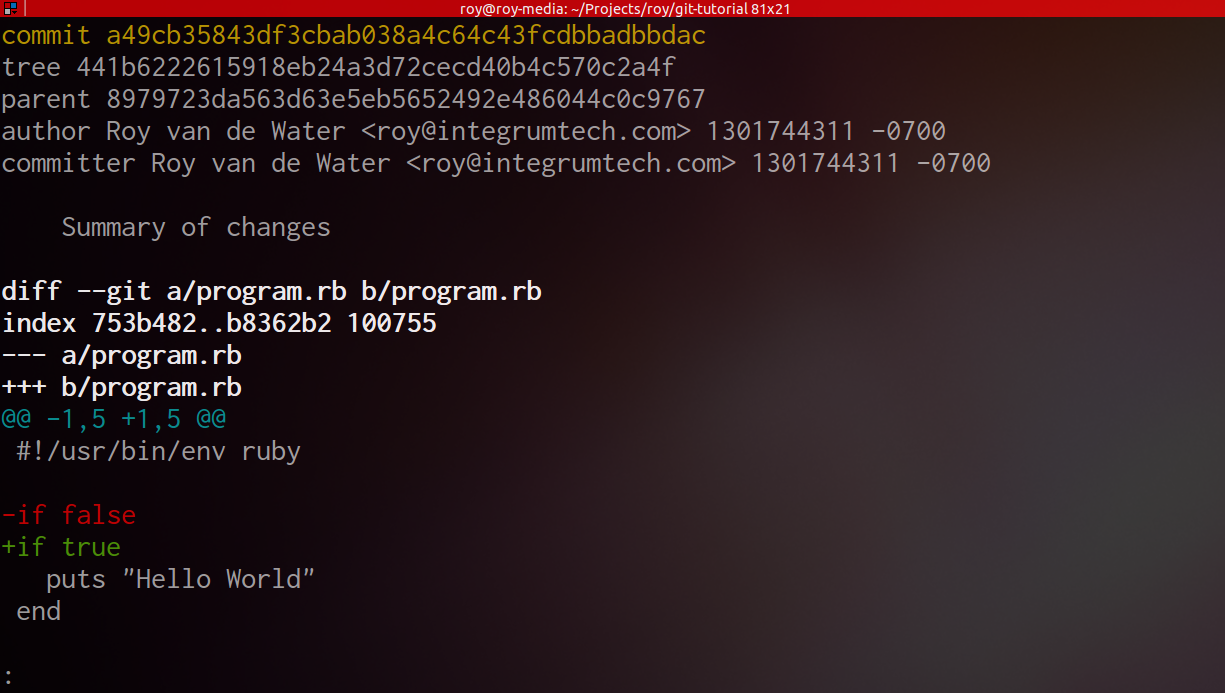 roy@roy-media: ~/Projects/roy/git-tutorial 81x21
commit a49cb35843df3cbab038a4c64c43fcdbbadbbdac
tree 441b6222615918eb24a3d72cecd40b4c570c2a4f
parent 8979723da563d63e5eb5652492e486044c0c9767
author Roy van de Water <roy@integrumtech.com> 1301744311 -0700
committer Roy van de Water <roy@integrumtech.com> 1301744311 -0700

    Summary of changes

diff --git a/program.rb b/program.rb
index 753b482..b8362b2 100755
--- a/program.rb
+++ b/program.rb
@@ -1,5 +1,5 @@
 #!/usr/bin/env ruby

-if false
+if true
   puts "Hello World"
 end

: